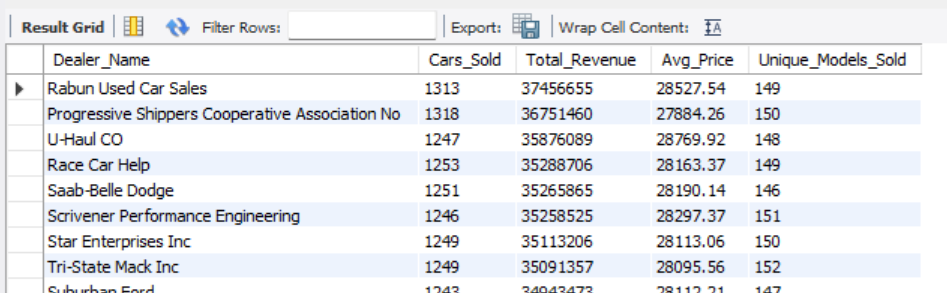 Result Grid Filter Rows: Export: Wrap Cell Content: IA
Dealer_Name Cars_Sold Total_Revenue Avg_Price Unique_Models_Sold
Rabun Used Car Sales 1313 37456655 28527.54 149
Progressive Shippers Cooperative Association No 1318 36751460 27884.26 150
U-Haul CO 1247 35876089 28769.92 148
Race Car Help 1253 35288706 28163.37 149
Saab-Belle Dodge 1251 35265865 28190.14 146
Scrivener Performance Engineering 1246 35258525 28297.37 151
Star Enterprises Inc 1249 35113206 28113.06 150
Tri-State Mack Inc 1249 35091357 28095.56 152
Suburban Ford 1243 34943473 28112.21 147